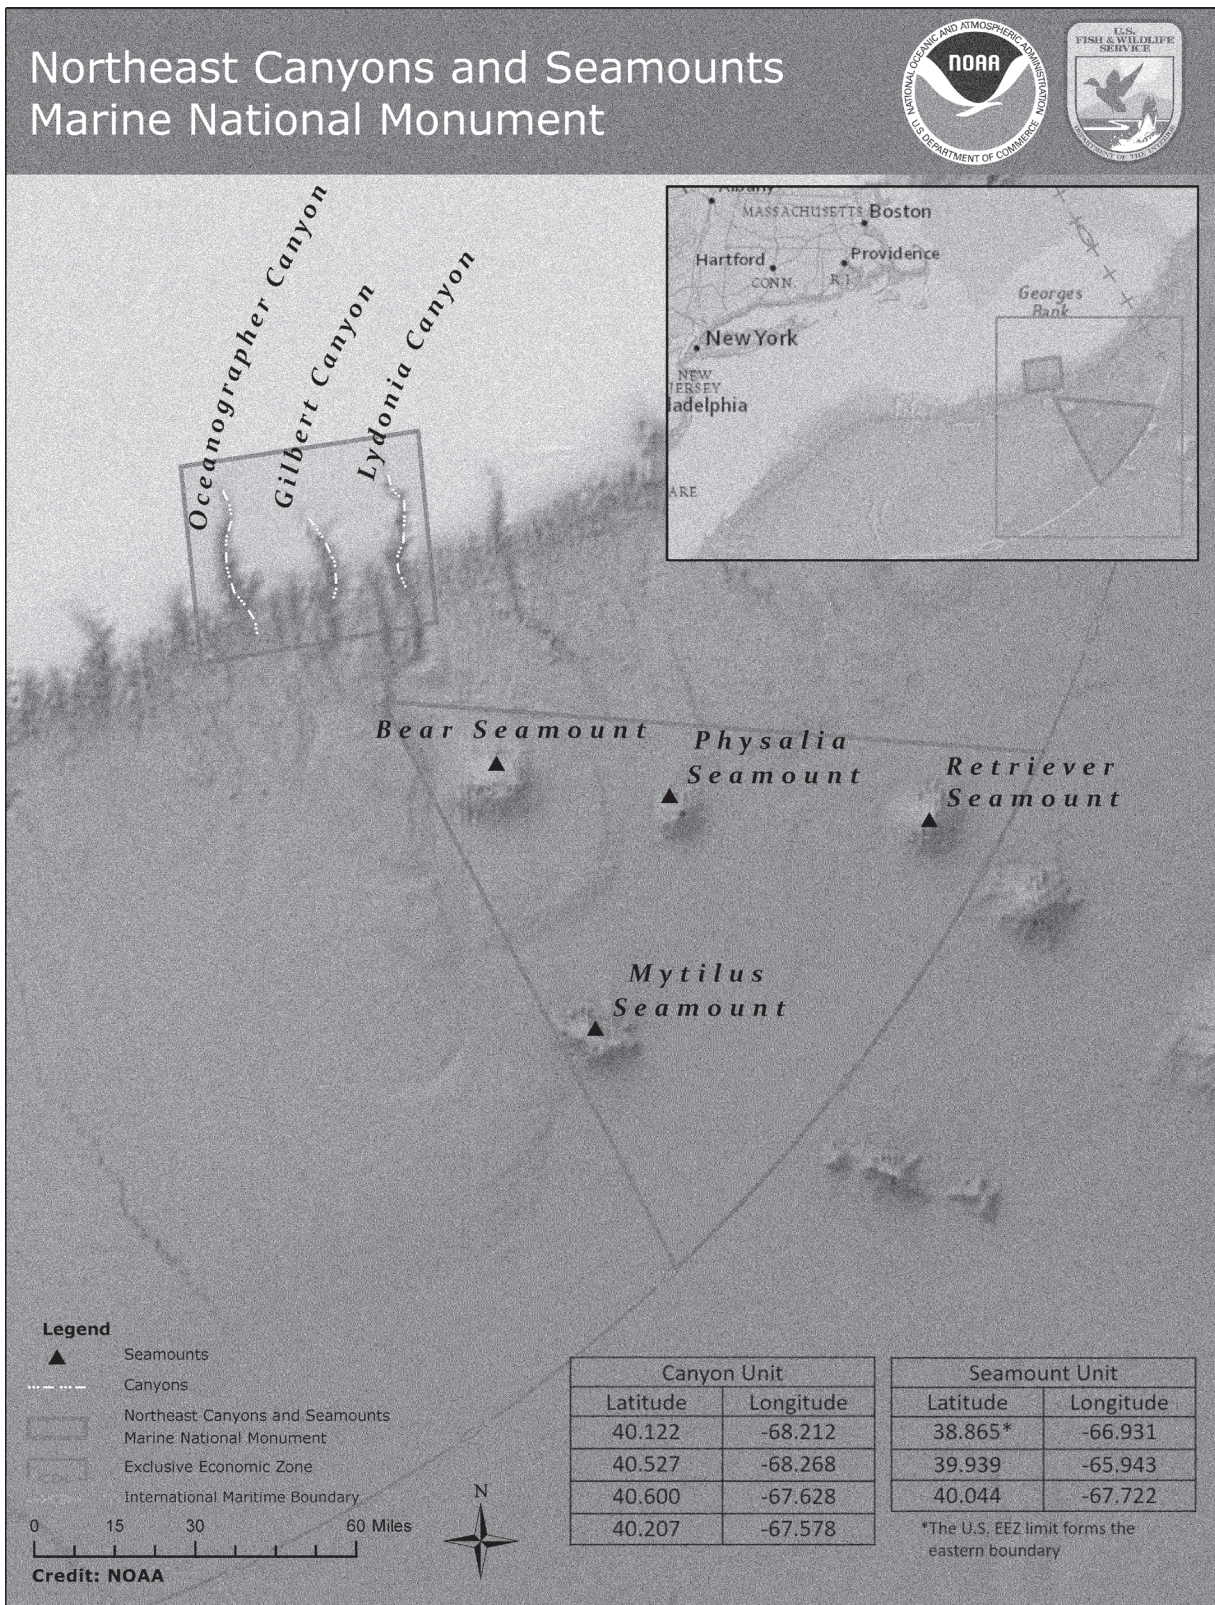 Northeast Canyons and Seamounts
Marine National Monument
NATIONAL OCEANIC AND ATMOSPHERIC ADMINISTRATION
NOAA
U.S. DEPARTMENT OF COMMERCE
U.S.
FISH & WILDLIFE
SERVICE
DEPARTMENT OF THE INTERIOR
Oceanographer Canyon
Gilbert Canyon
Lydonia Canyon
Albany
MASSACHUSETTS
Boston
Hartford
Providence
CONN.
R.I.
Georges
Bank
New York
NEW
JERSEY
ladelphia
ARE
Bear Seamount
Physalia
Seamount
Retriever
Seamount
Mytilus
Seamount
Legend
Seamounts
Canyons
Northeast Canyons and Seamounts
Marine National Monument
Exclusive Economic Zone
International Maritime Boundary
0 15 30 60 Miles
Credit: NOAA
N
Canyon Unit
Latitude Longitude
40.122 -68.212
40.527 -68.268
40.600 -67.628
40.207 -67.578
Seamount Unit
Latitude Longitude
38.865* -66.931
39.939 -65.943
40.044 -67.722
*The U.S. EEZ limit forms the
eastern boundary